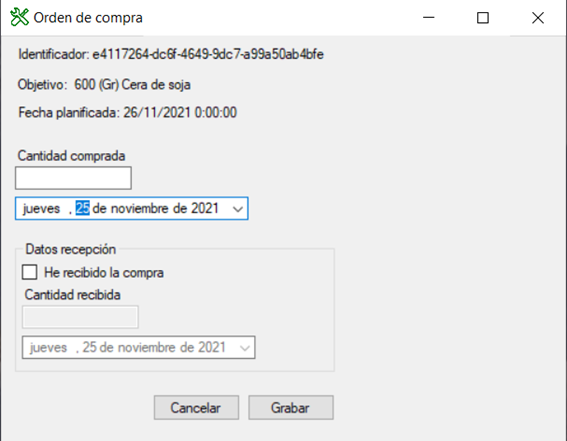 Orden de compra
Identificador: e4117264-dc6f-4649-9dc7-a99a50ab4bfe
Objetivo: 600 (Gr) Cera de soja
Fecha planificada: 26/11/2021 0:00:00
Cantidad comprada
jueves , 25 de noviembre de 2021
Datos recepción
He recibido la compra
Cantidad recibida
jueves , 25 de noviembre de 2021
Cancelar Grabar